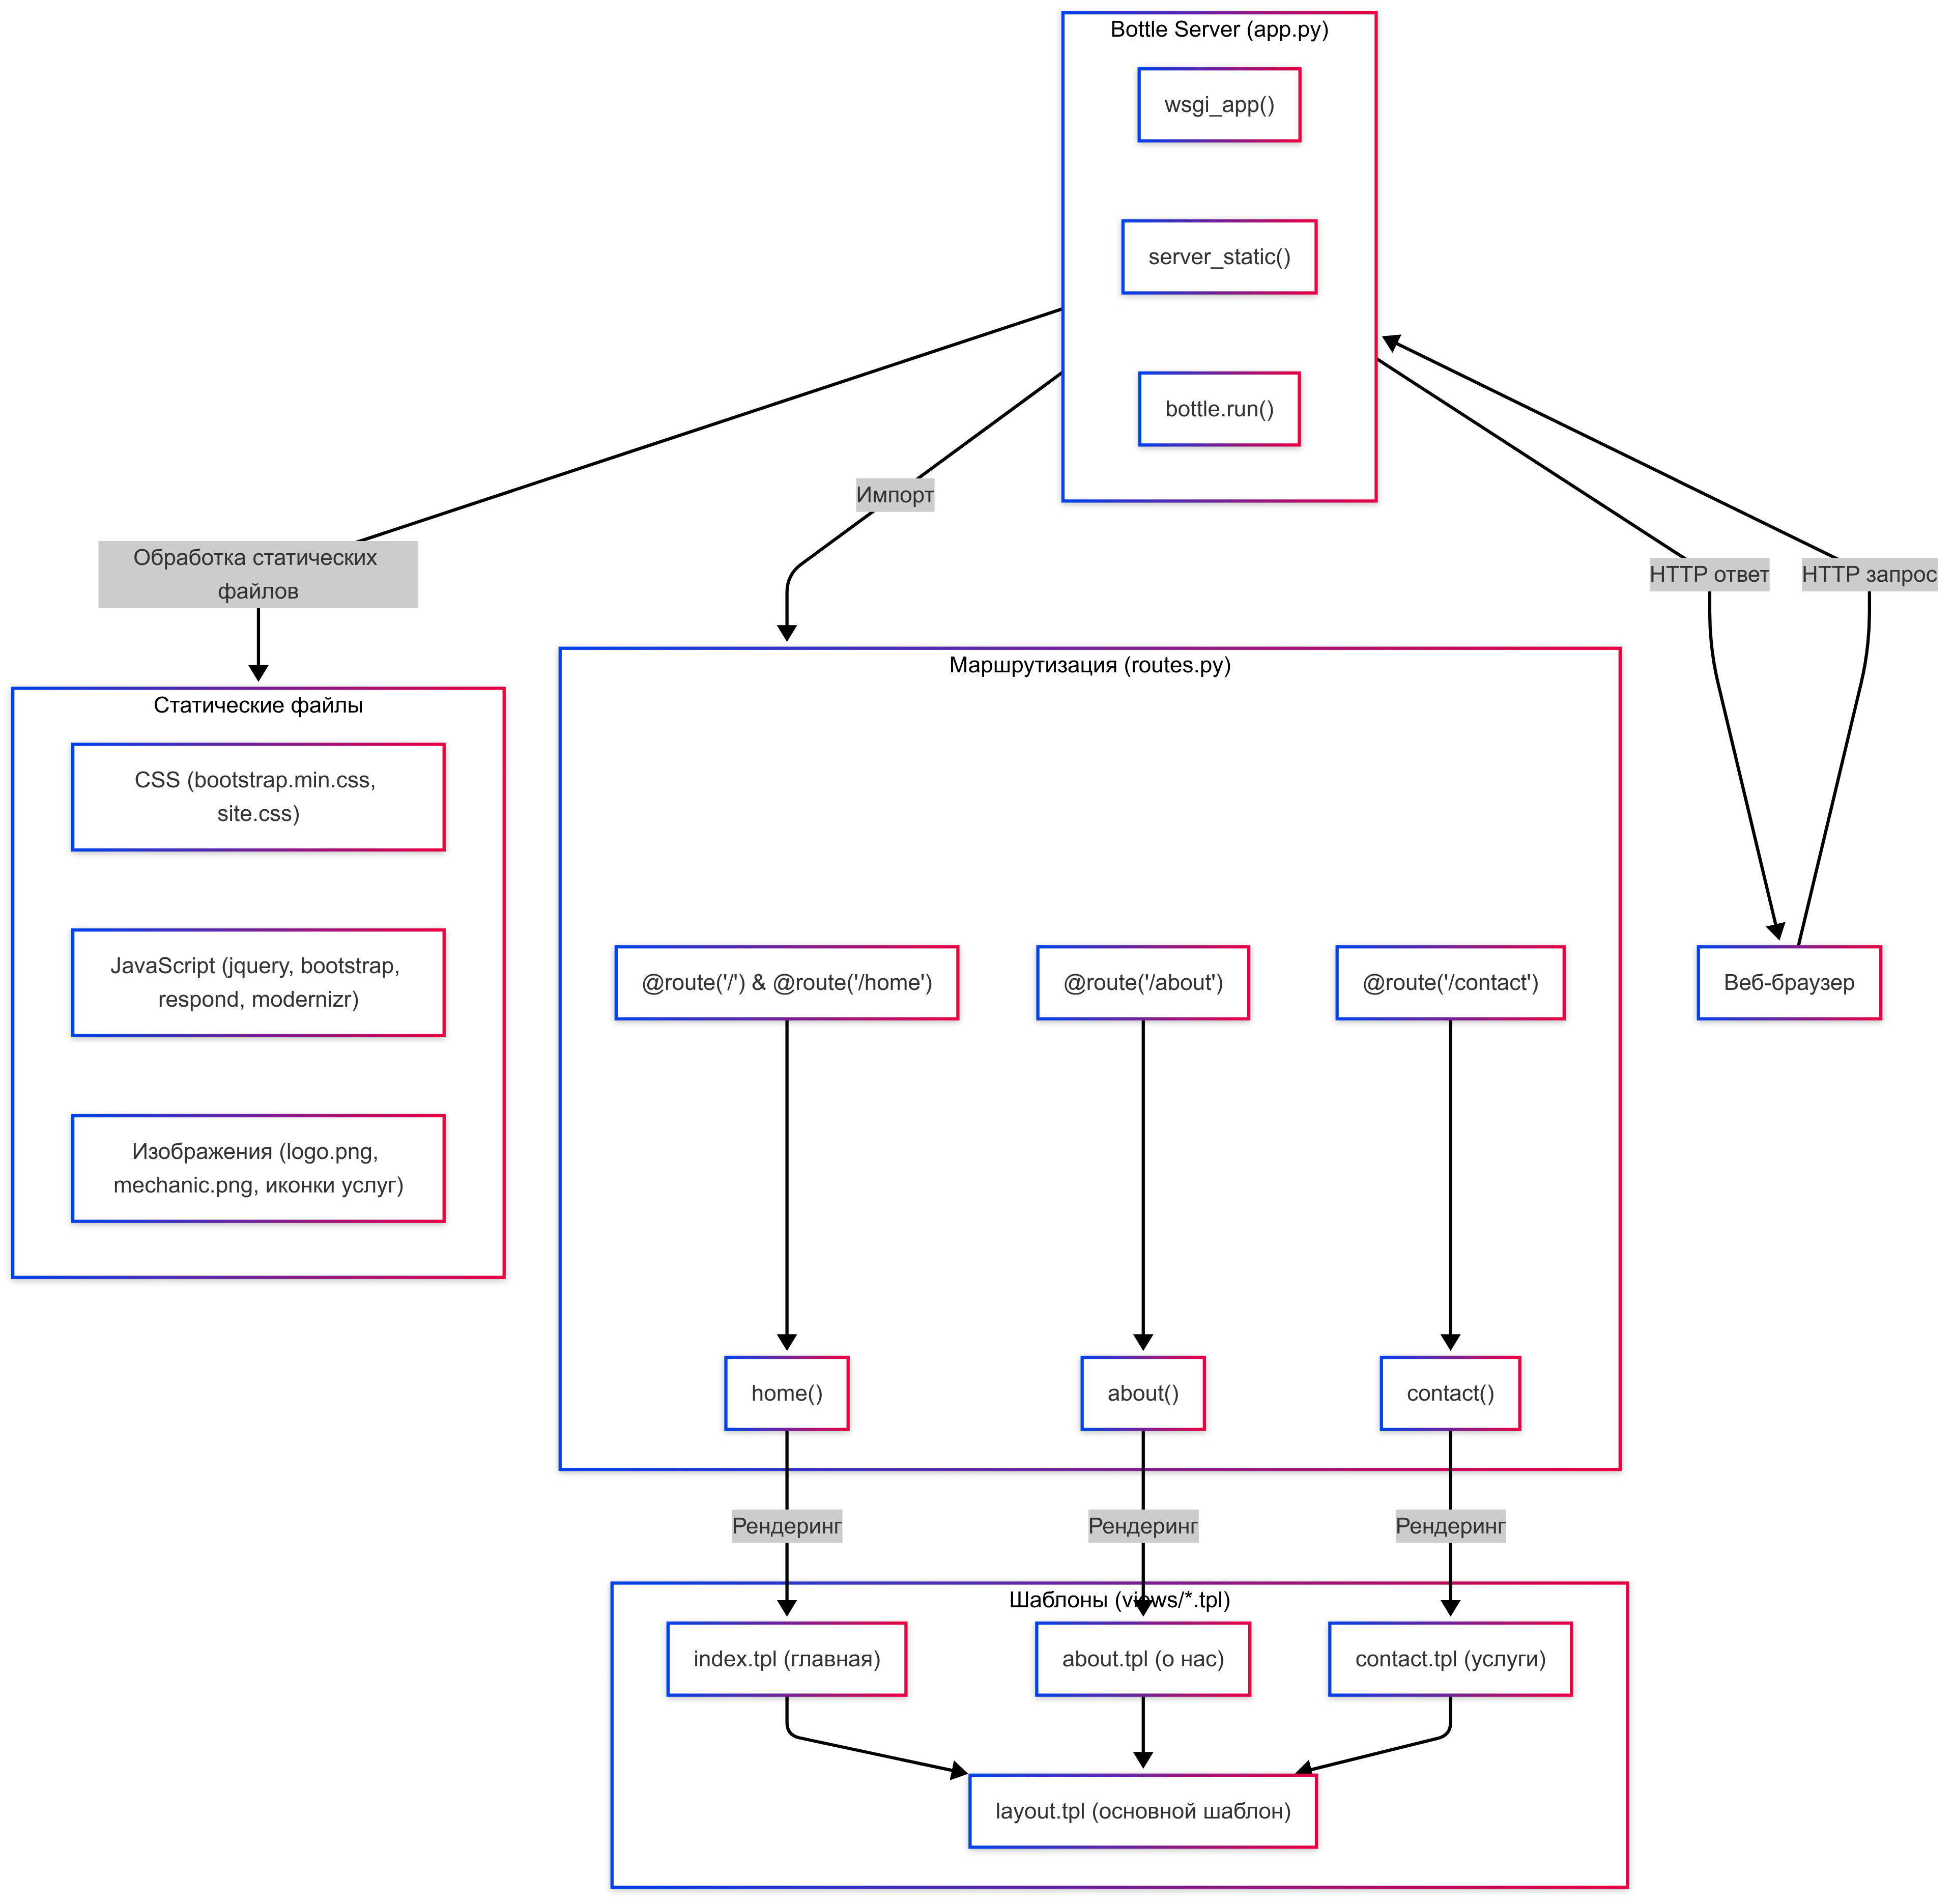 Bottle Server (app.py)
wsgi_app()
server_static()
bottle.run()
Импорт
Обработка статических
файлов
HTTP ответ
HTTP запрос
Маршрутизация (routes.py)
Статические файлы
CSS (bootstrap.min.css,
site.css)
JavaScript (jquery, bootstrap,
respond, modernizr)
Изображения (logo.png,
mechanic.png, иконки услуг)
@route('/') & @route('/home')
@route('/about')
@route('/contact')
Веб-браузер
home()
about()
contact()
Рендеринг
Рендеринг
Рендеринг
Шаблоны (views/*.tpl)
index.tpl (главная)
about.tpl (о нас)
contact.tpl (услуги)
layout.tpl (основной шаблон)